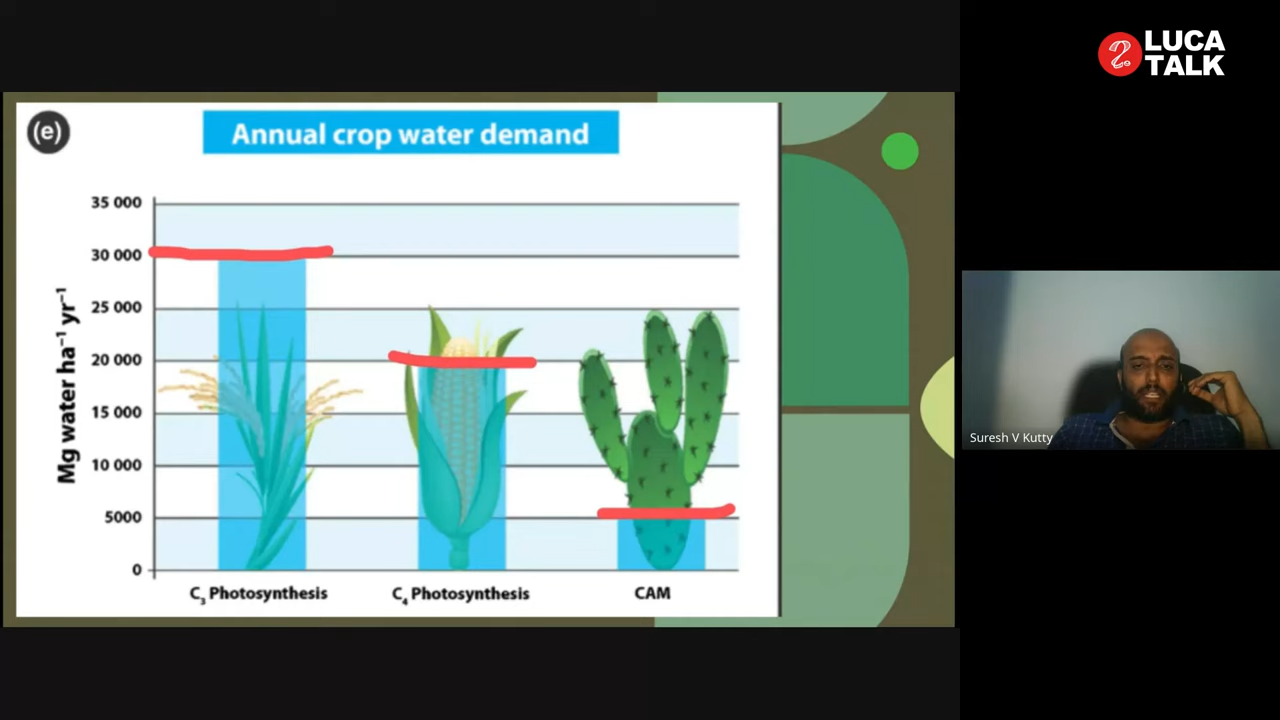 LUCA
TALK
(e)
Annual crop water demand
35 000
30 000
25 000
20 000
15 000
10 000
5000
0
Mg water ha⁻¹ yr⁻¹
C₃ Photosynthesis
C₄ Photosynthesis
CAM
Suresh V Kutty